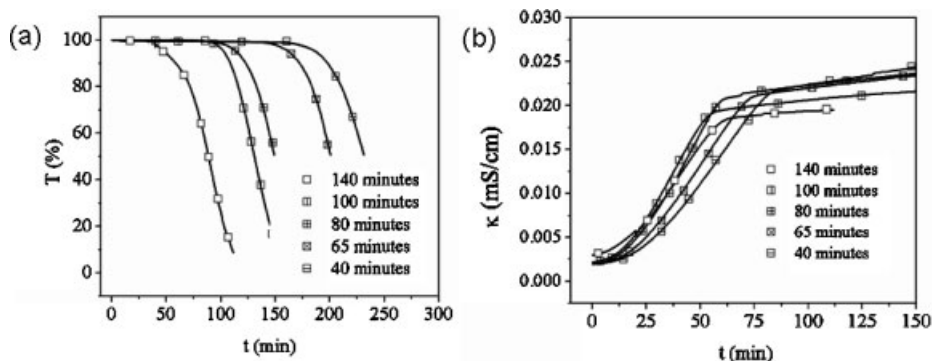 (a)
100
80
60
40
20
0
T (%)
140 minutes
100 minutes
80 minutes
65 minutes
40 minutes
0 50 100 150 200 250 300
t (min)
(b)
0.030
0.025
0.020
0.015
0.010
0.005
0.000
κ (mS/cm)
140 minutes
100 minutes
80 minutes
65 minutes
40 minutes
0 25 50 75 100 125 150
t (min)